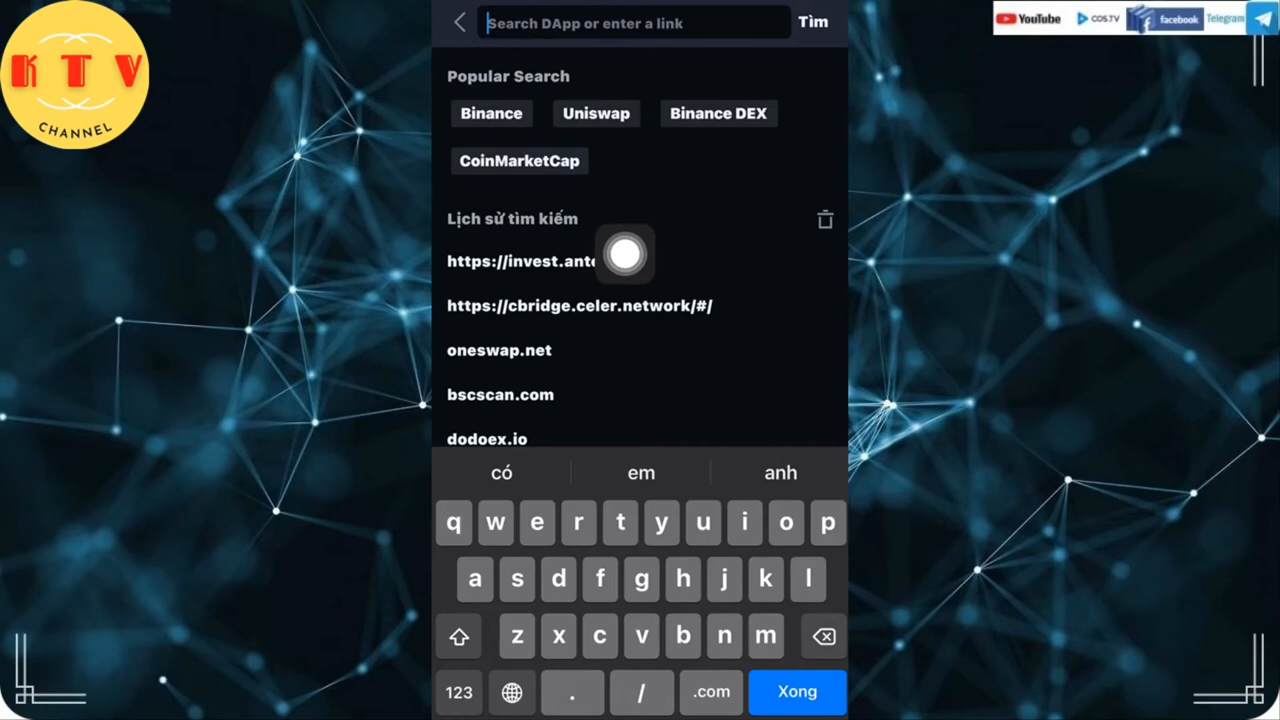 K T V
CHANNEL
YouTube
COS.TV
facebook
Telegram
Search DApp or enter a link
Tìm
Popular Search
Binance
Uniswap
Binance DEX
CoinMarketCap
Lịch sử tìm kiếm
https://invest.ant
https://cbridge.celer.network/#/
oneswap.net
bscscan.com
dodoex.io
có em anh
q w e r t y u i o p
a s d f g h j k l
z x c v b n m
123 . / .com Xong